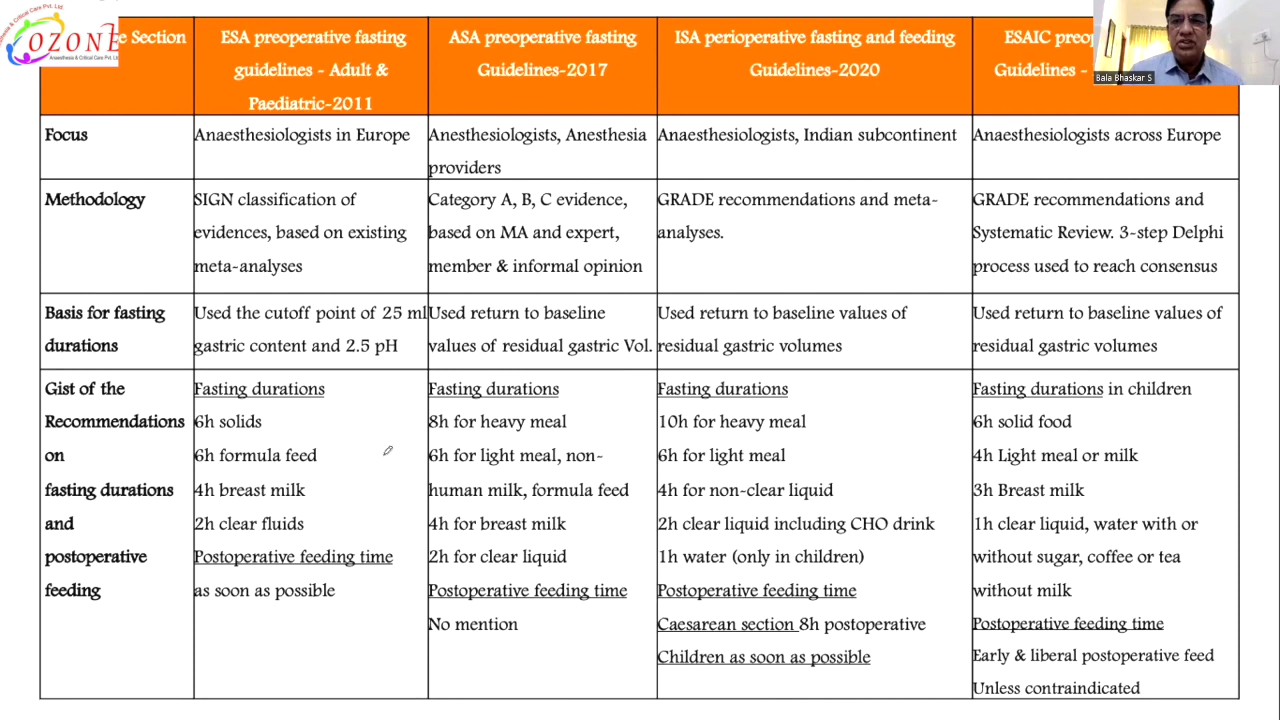 OZONE
Anaesthesia & Critical Care Pvt. Ltd.
Bala Bhaskar S
e Section
ESA preoperative fasting
guidelines - Adult &
Paediatric-2011
ASA preoperative fasting
Guidelines-2017
ISA perioperative fasting and feeding
Guidelines-2020
ESAIC preop
Guidelines -
Focus
Anaesthesiologists in Europe
Anesthesiologists, Anesthesia
providers
Anaesthesiologists, Indian subcontinent
Anaesthesiologists across Europe
Methodology
SIGN classification of
evidences, based on existing
meta-analyses
Category A, B, C evidence,
based on MA and expert,
member & informal opinion
GRADE recommendations and meta-
analyses.
GRADE recommendations and
Systematic Review. 3-step Delphi
process used to reach consensus
Basis for fasting
durations
Used the cutoff point of 25 ml
gastric content and 2.5 pH
Used return to baseline
values of residual gastric Vol.
Used return to baseline values of
residual gastric volumes
Used return to baseline values of
residual gastric volumes
Gist of the
Recommendations
on
fasting durations
and
postoperative
feeding
Fasting durations
6h solids
6h formula feed
4h breast milk
2h clear fluids
Postoperative feeding time
as soon as possible
Fasting durations
8h for heavy meal
6h for light meal, non-
human milk, formula feed
4h for breast milk
2h for clear liquid
Postoperative feeding time
No mention
Fasting durations
10h for heavy meal
6h for light meal
4h for non-clear liquid
2h clear liquid including CHO drink
1h water (only in children)
Postoperative feeding time
Caesarean section 8h postoperative
Children as soon as possible
Fasting durations in children
6h solid food
4h Light meal or milk
3h Breast milk
1h clear liquid, water with or
without sugar, coffee or tea
without milk
Postoperative feeding time
Early & liberal postoperative feed
Unless contraindicated